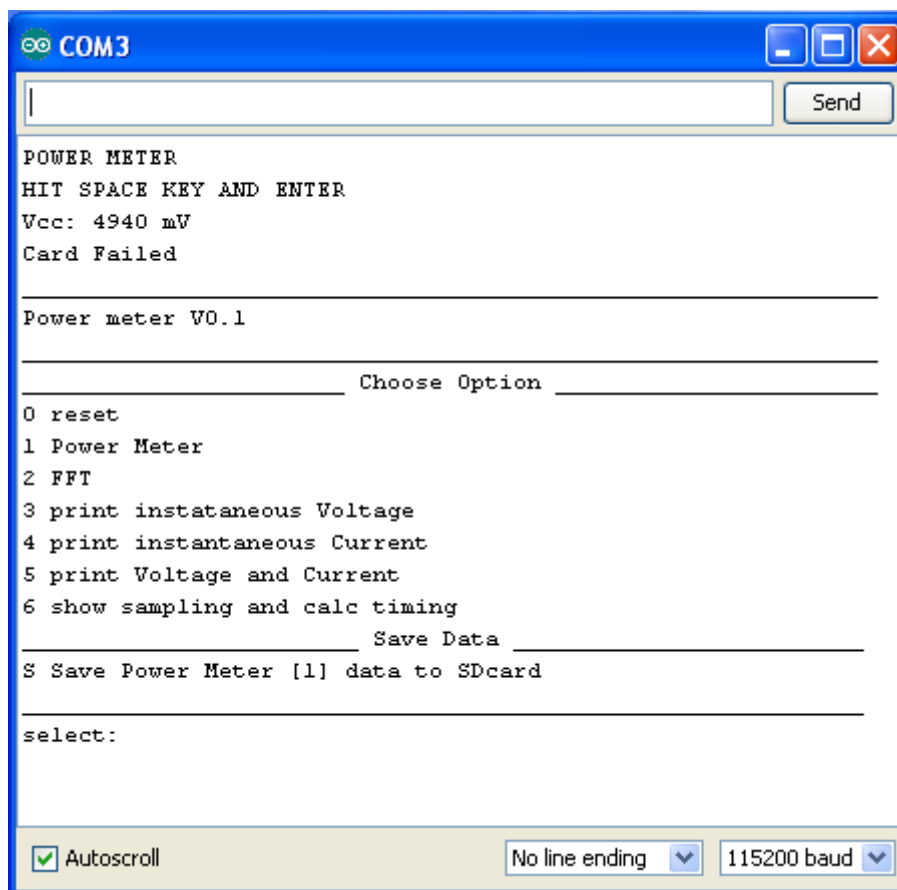 COM3
Send
POWER METER
HIT SPACE KEY AND ENTER
Vcc: 4940 mV
Card Failed
Power meter V0.1
Choose Option
0 reset
1 Power Meter
2 FFT
3 print instataneous Voltage
4 print instantaneous Current
5 print Voltage and Current
6 show sampling and calc timing
Save Data
S Save Power Meter [1] data to SDcard
select:
Autoscroll No line ending 115200 baud